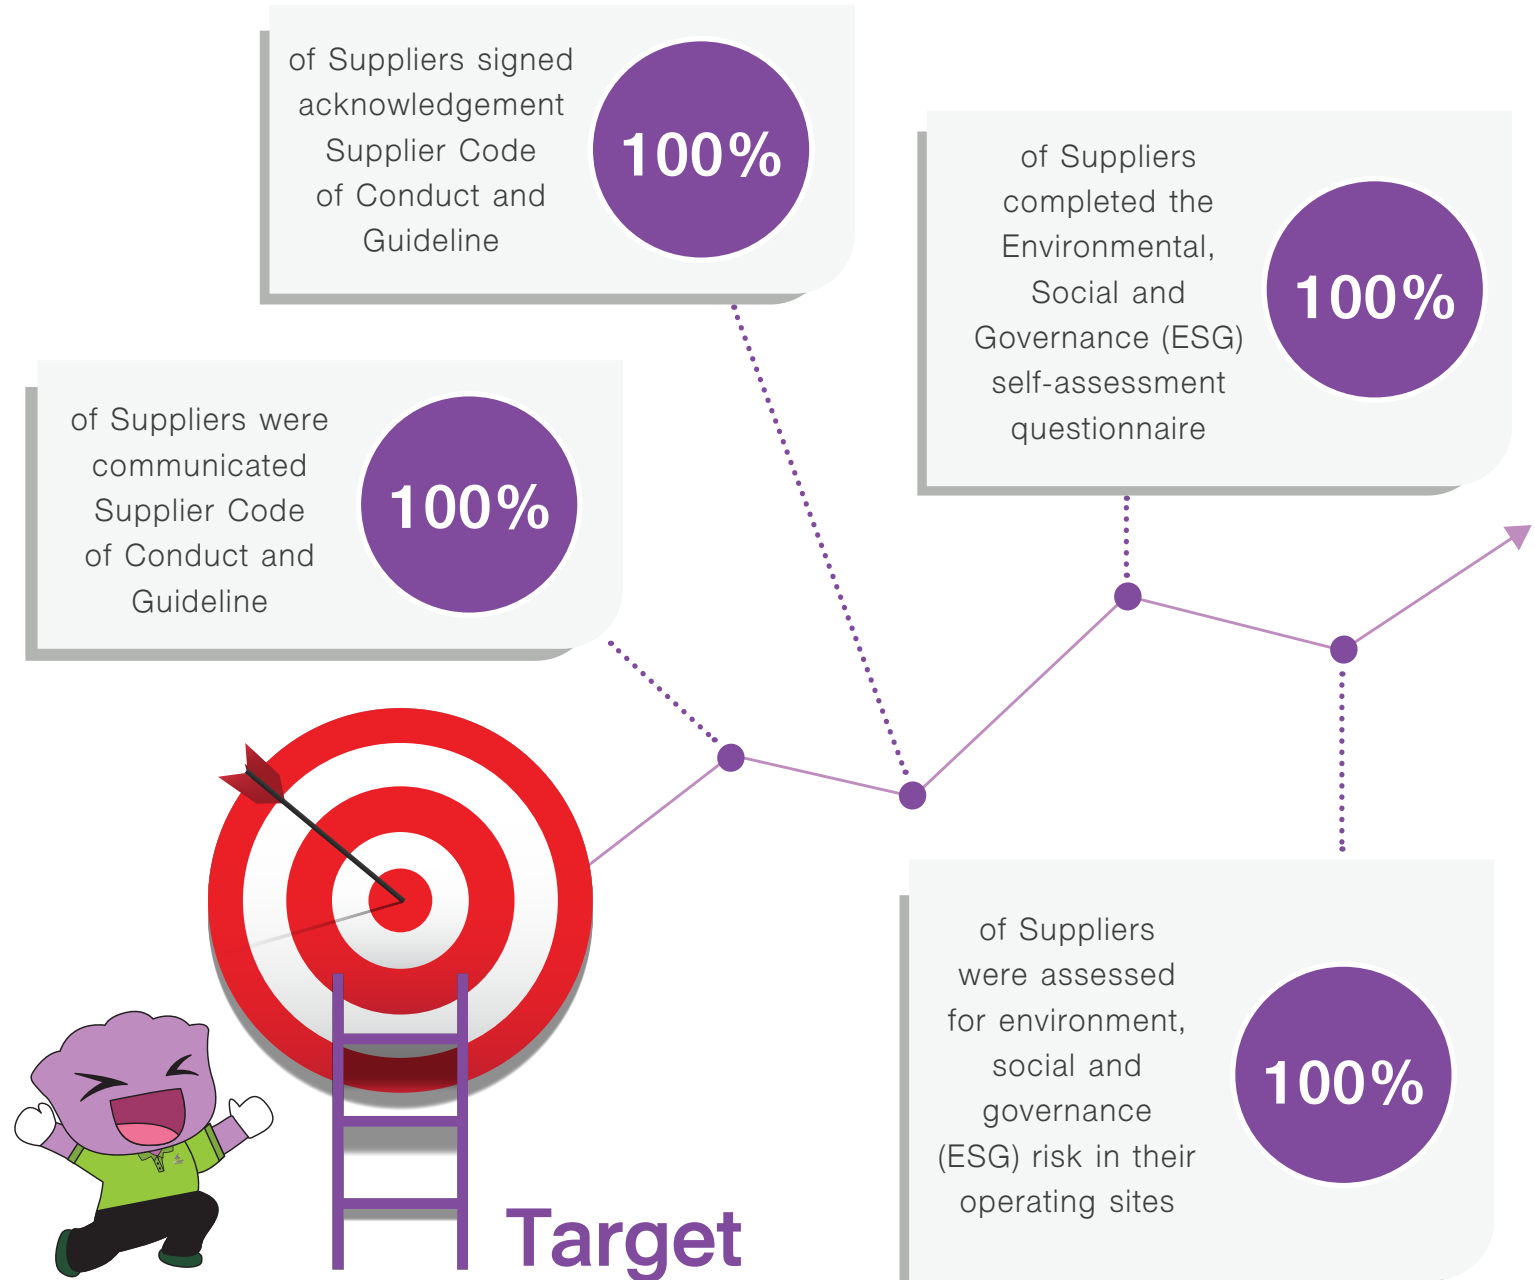 of Suppliers signed
acknowledgement
Supplier Code
of Conduct and
Guideline
100%
of Suppliers
completed the
Environmental,
Social and
Governance (ESG)
self-assessment
questionnaire
100%
of Suppliers were
communicated
Supplier Code
of Conduct and
Guideline
100%
of Suppliers
were assessed
for environment,
social and
governance
(ESG) risk in their
operating sites
100%
Target